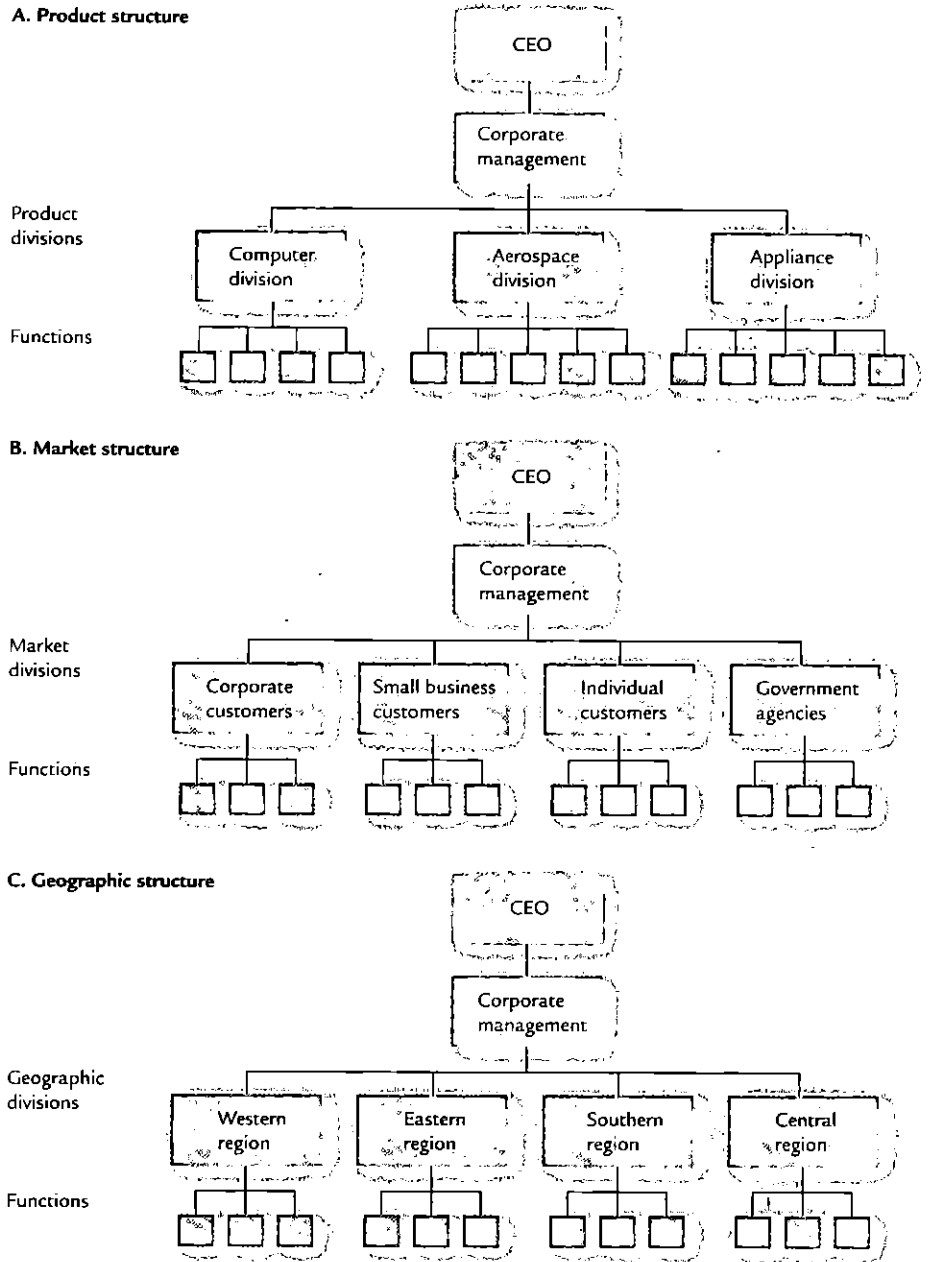 A. Product structure
CEO
Corporate
management
Product
divisions
Computer
division
Aerospace
division
Appliance
division
Functions
B. Market structure
CEO
Corporate
management
Market
divisions
Corporate
customers
Small business
customers
Individual
customers
Government
agencies
Functions
C. Geographic structure
CEO
Corporate
management
Geographic
divisions
Western
region
Eastern
region
Southern
region
Central
region
Functions